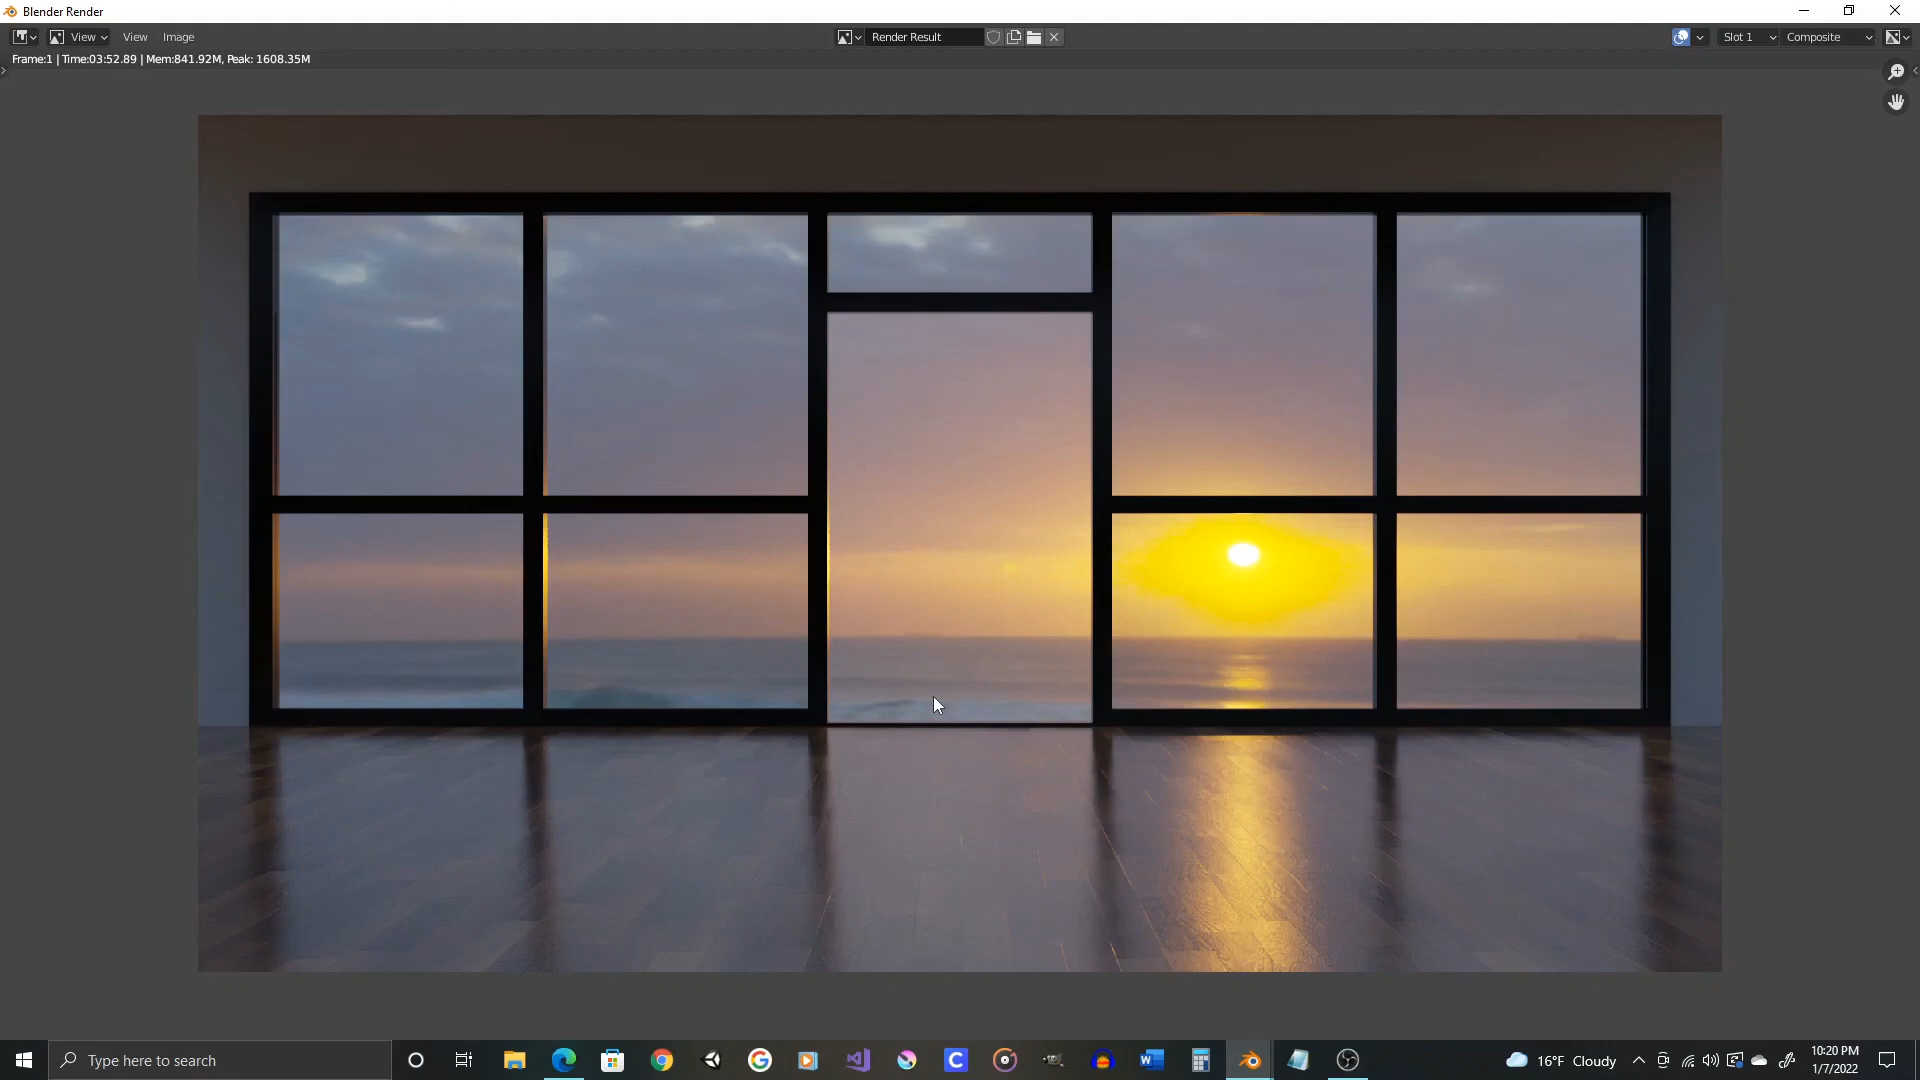 Blender Render
View View Image Render Result Slot 1 Composite
Frame:1 | Time:03:52.89 | Mem:841.92M, Peak: 1608.35M
Type here to search C W 16°F Cloudy 10:20 PM
1/7/2022